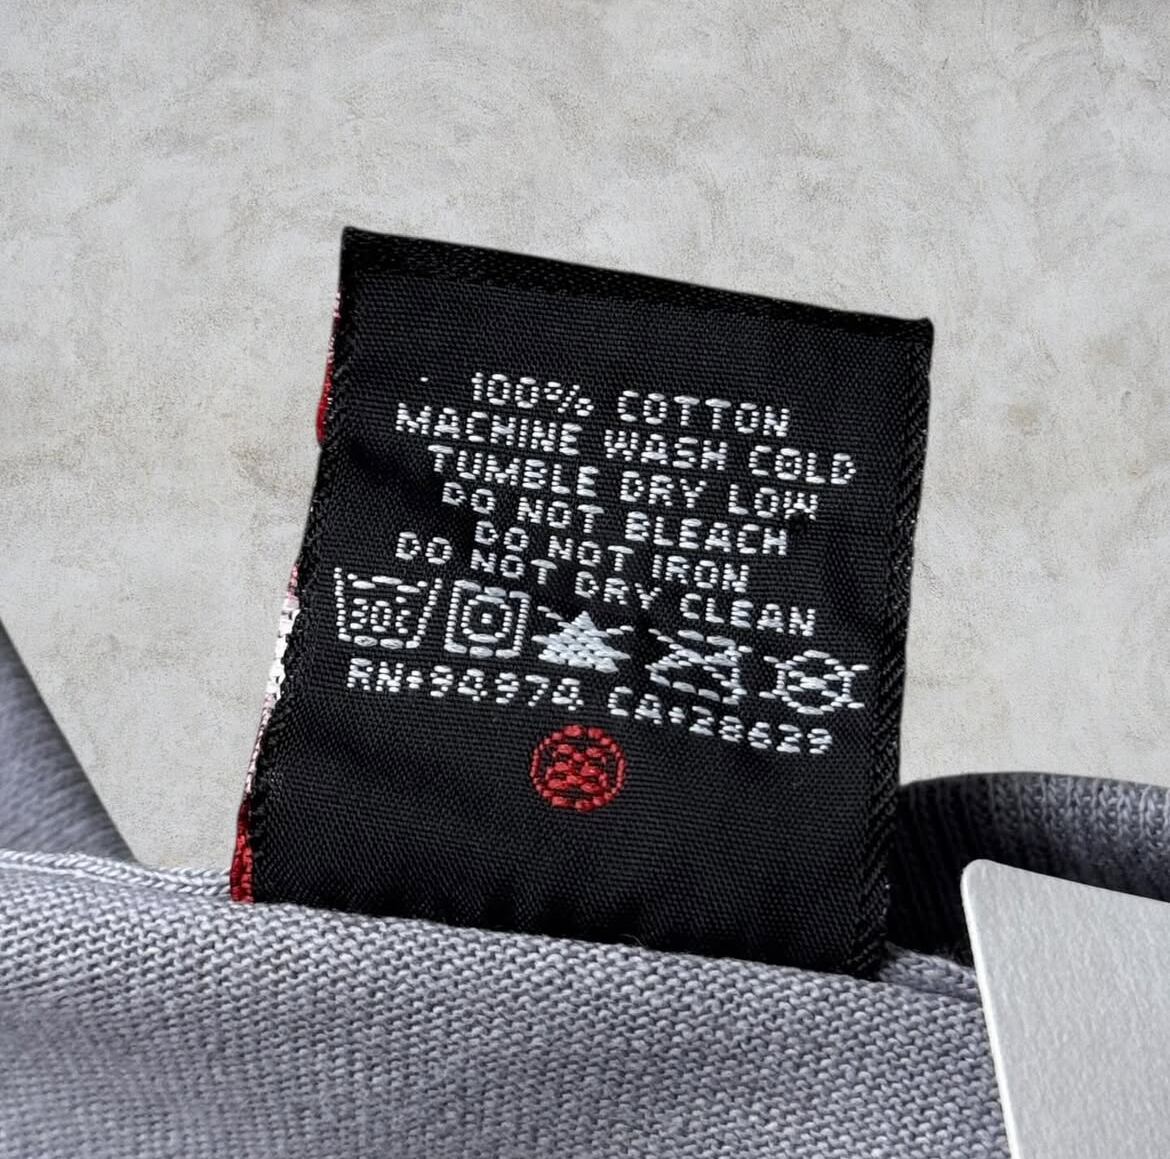 100% COTTON
MACHINE WASH COLD
TUMBLE DRY LOW
DO NOT BLEACH
DO NOT IRON
DO NOT DRY CLEAN
30c
RN+94974 CA+28629